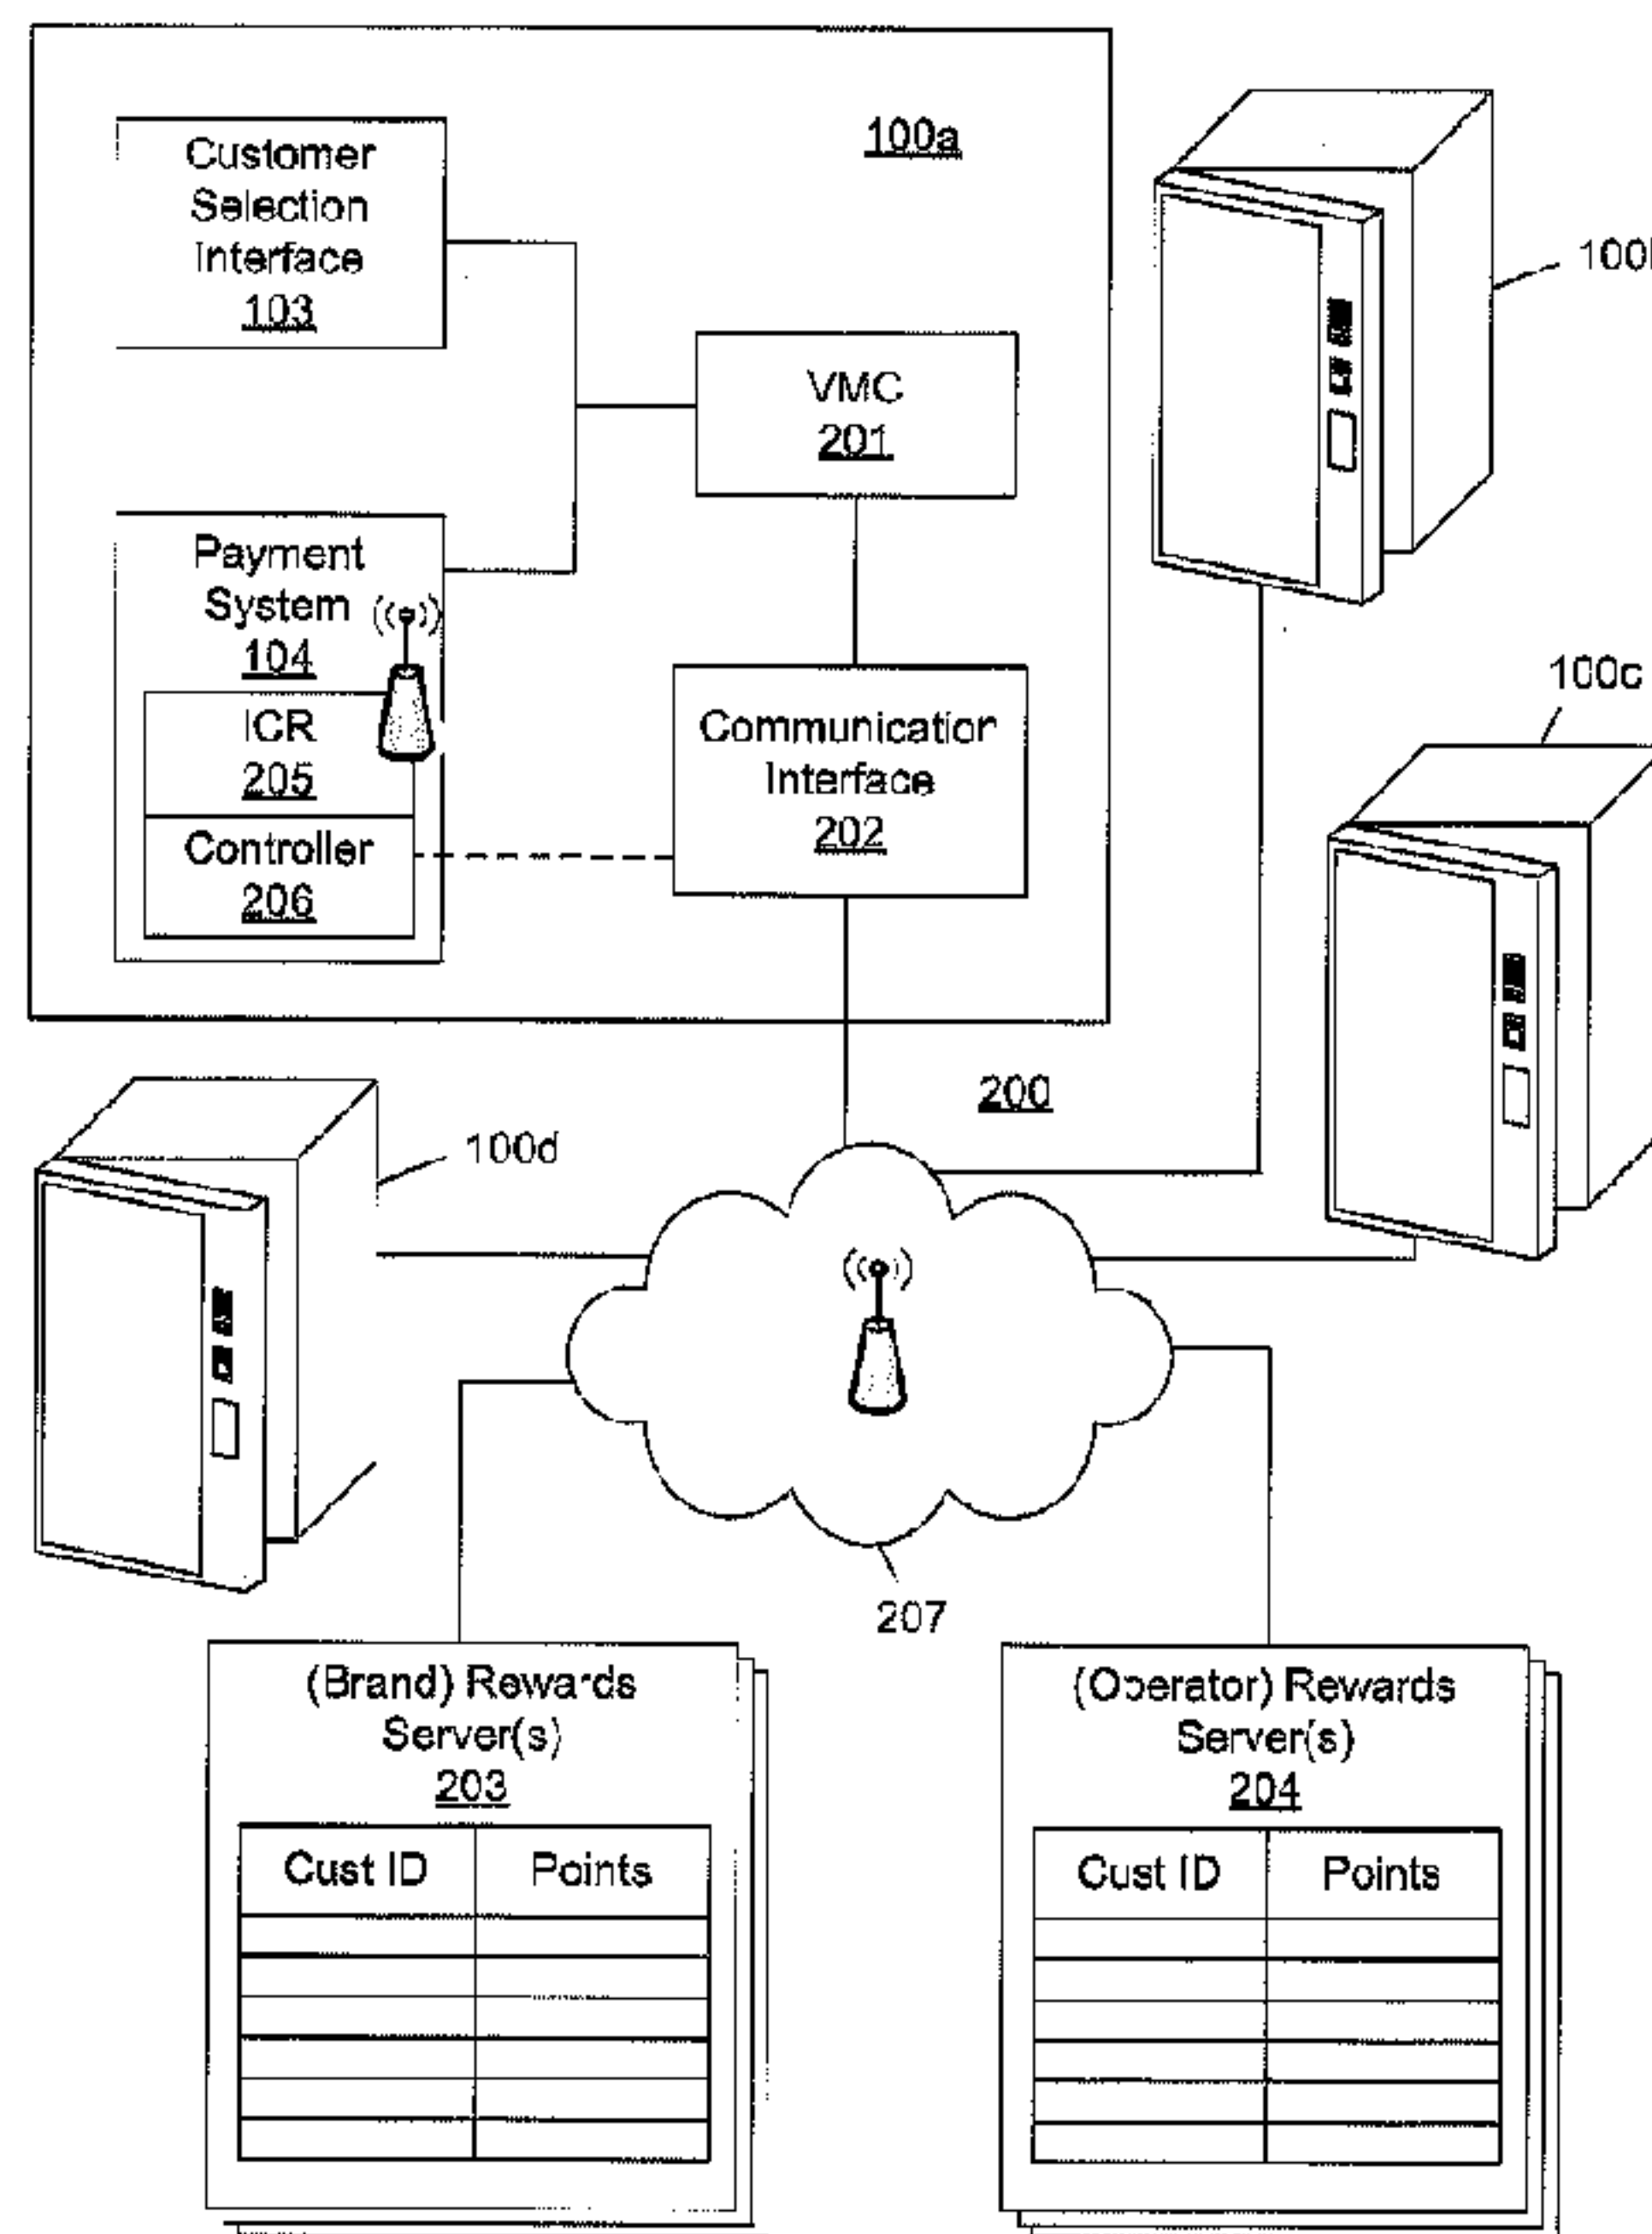 100a
Customer
Selection
Interface
103
VMC
201
Payment
System
104
ICR
205
Controller
206
Communication
Interface
202
100c
200
100d
207
(Brand) Rewards
Server(s)
203
Cust ID
Points
(Operator) Rewards
Server(s)
204
Cust ID
Points